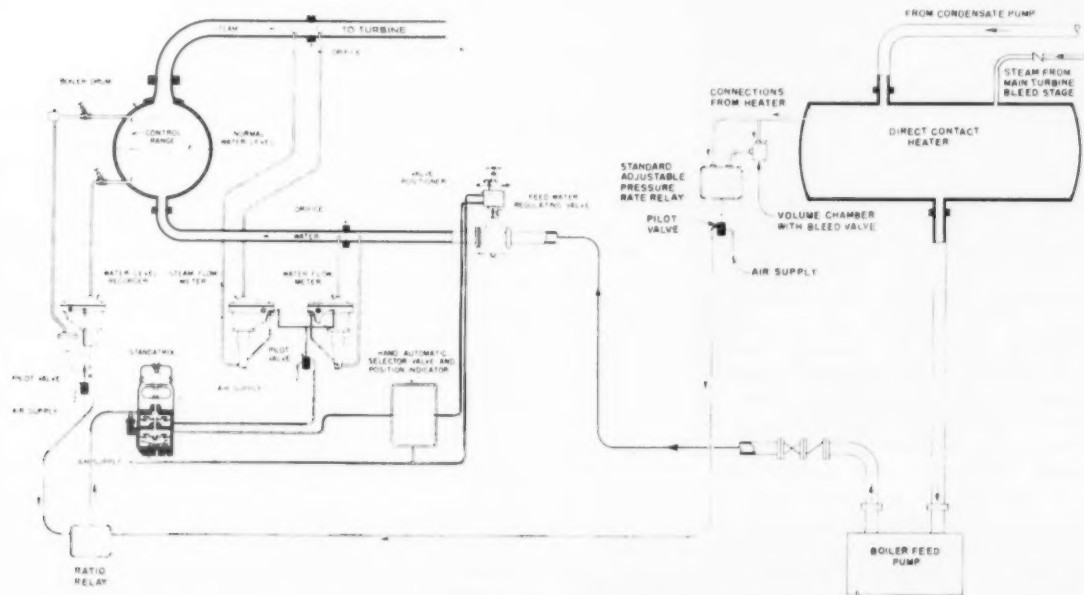 STEAM
TO TURBINE
ORIFICE
BOILER DRUM
CONTROL
RANGE
NORMAL
WATER LEVEL
VALVE
POSITIONER
ORIFICE
FEED WATER
REGULATING VALVE
WATER
WATER LEVEL
RECORDER
STEAM FLOW
METER
WATER FLOW
METER
STANDATRIX
PILOT
VALVE
HAND AUTOMATIC
SELECTOR VALVE AND
POSITION INDICATOR
PILOT VALVE
AIR SUPPLY
AIR SUPPLY
AIR SUPPLY
RATIO
RELAY
FROM CONDENSATE PUMP
STEAM FROM
MAIN TURBINE
BLEED STAGE
CONNECTIONS
FROM HEATER
DIRECT CONTACT
HEATER
STANDARD
ADJUSTABLE
PRESSURE
RATE RELAY
PILOT
VALVE
VOLUME CHAMBER
WITH BLEED VALVE
AIR SUPPLY
BOILER FEED
PUMP